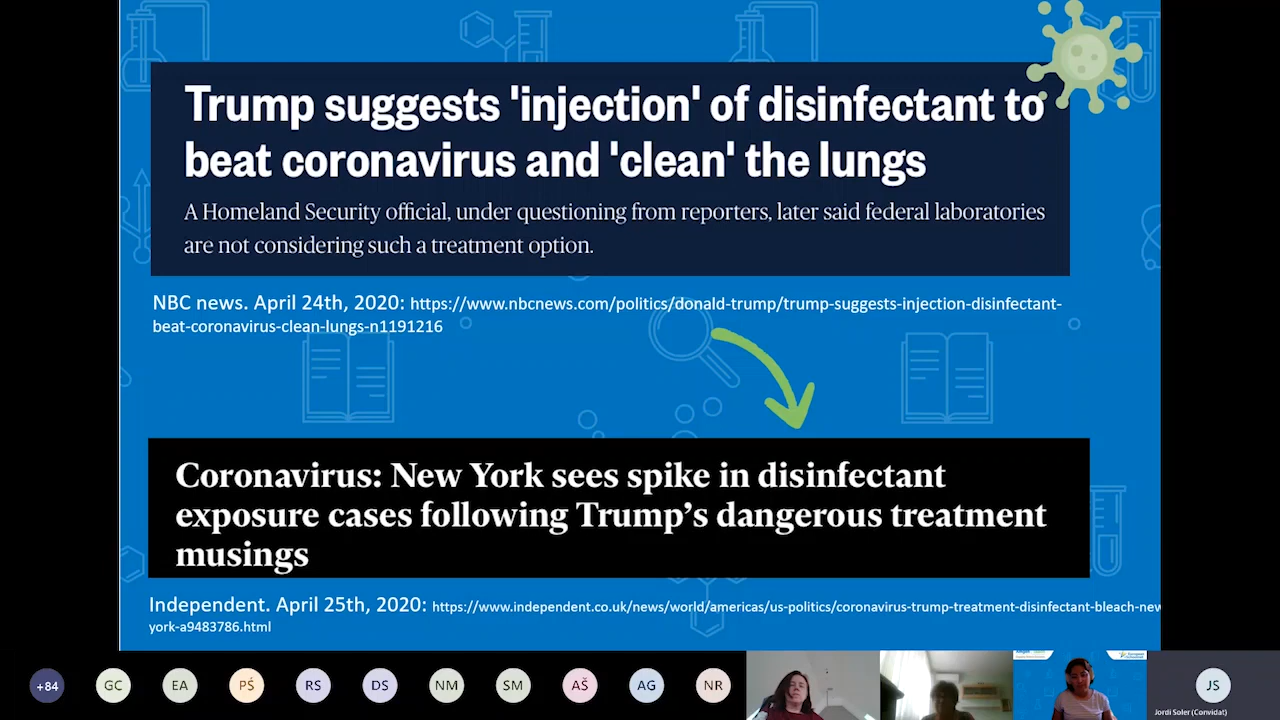 Trump suggests 'injection' of disinfectant to
beat coronavirus and 'clean' the lungs
A Homeland Security official, under questioning from reporters, later said federal laboratories
are not considering such a treatment option.
NBC news. April 24th, 2020: https://www.nbcnews.com/politics/donald-trump/trump-suggests-injection-disinfectant-
beat-coronavirus-clean-lungs-n1191216
Coronavirus: New York sees spike in disinfectant
exposure cases following Trump’s dangerous treatment
musings
Independent. April 25th, 2020: https://www.independent.co.uk/news/world/americas/us-politics/coronavirus-trump-treatment-disinfectant-bleach-new
york-a9483786.html
+84 GC EA PŚ RS DS NM SM AŠ AG NR JS
Jordi Soler (Convidat)